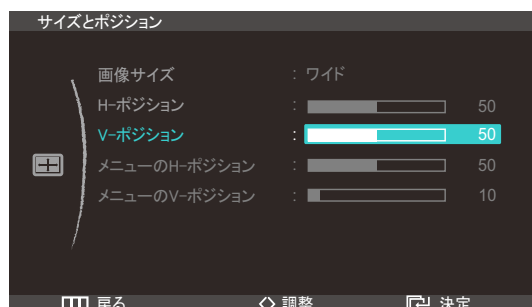 サイズとポジション
画像サイズ : ワイド
H-ポジション : 50
V-ポジション : 50
メニューのH-ポジション : 50
メニューのV-ポジション : 10
戻る 調整 決定